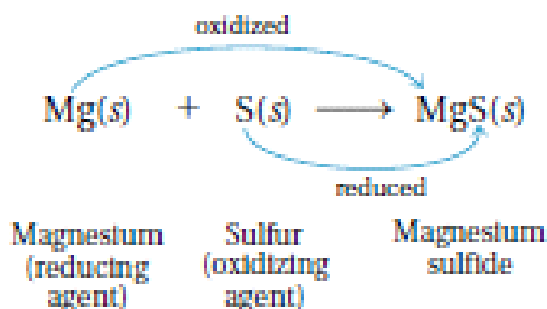 oxidized
Mg(s) + S(s) ⟶ MgS(s)
reduced
Magnesium
(reducing
agent)
Sulfur
(oxidizing
agent)
Magnesium
sulfide